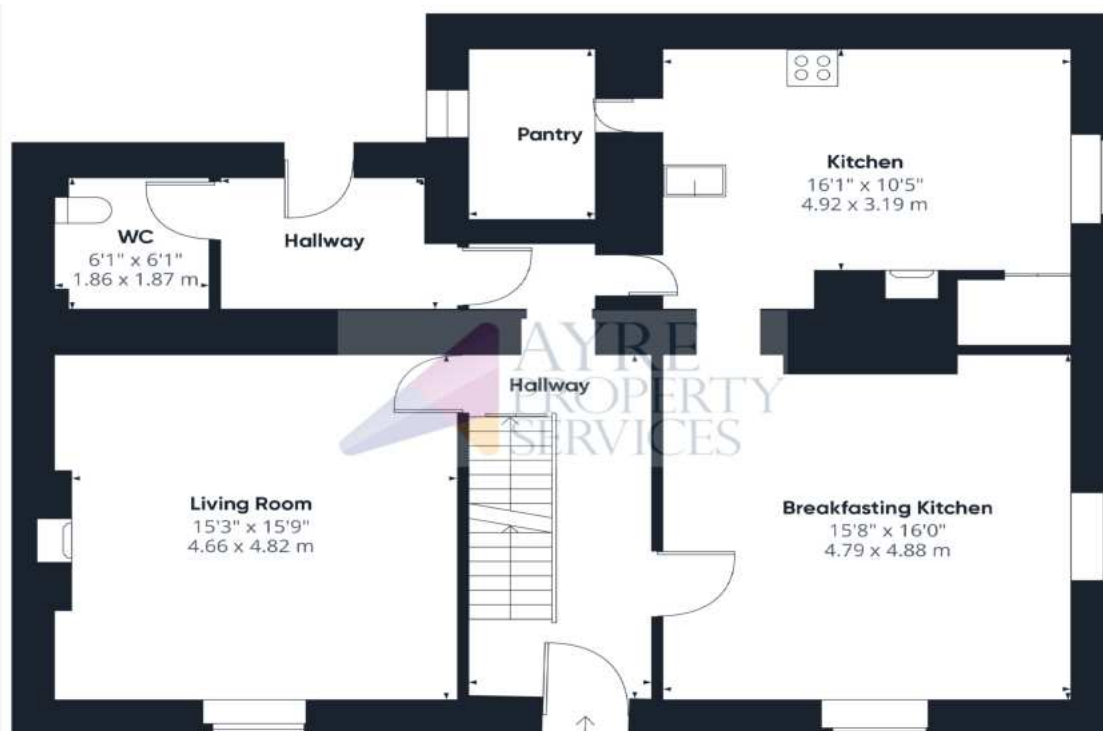 Pantry
Kitchen
16'1" x 10'5"
4.92 x 3.19 m
WC
6'1" x 6'1"
1.86 x 1.87 m
Hallway
AYRE
PROPERTY
SERVICES
Hallway
Living Room
15'3" x 15'9"
4.66 x 4.82 m
Breakfasting Kitchen
15'8" x 16'0"
4.79 x 4.88 m